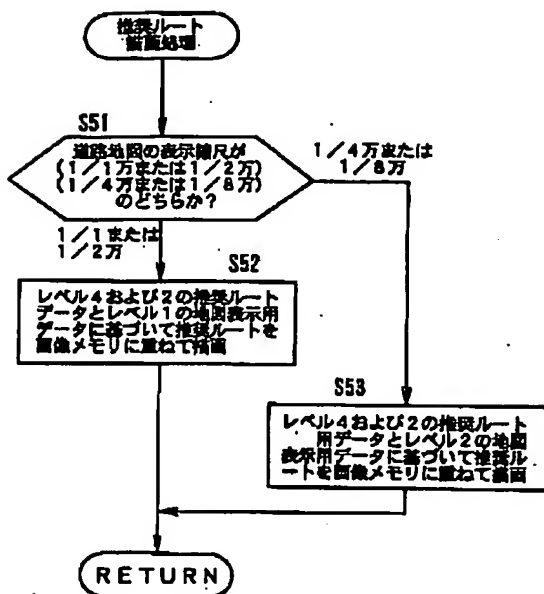 推奨ルート
描画処理
S51
道路地図の表示縮尺が
(1/1万または1/2万)
(1/4万または1/8万)
のどちらか?
1/4万または
1/8万
1/1または
1/2万
S52
レベル4および2の推奨ルート
データとレベル1の地図表示用
データに基づいて推奨ルートを
画像メモリに重ねて描画
S53
レベル4および2の推奨ルート
用データとレベル2の地図
表示用データに基づいて推奨ル
ートを画像メモリに重ねて描画
RETURN